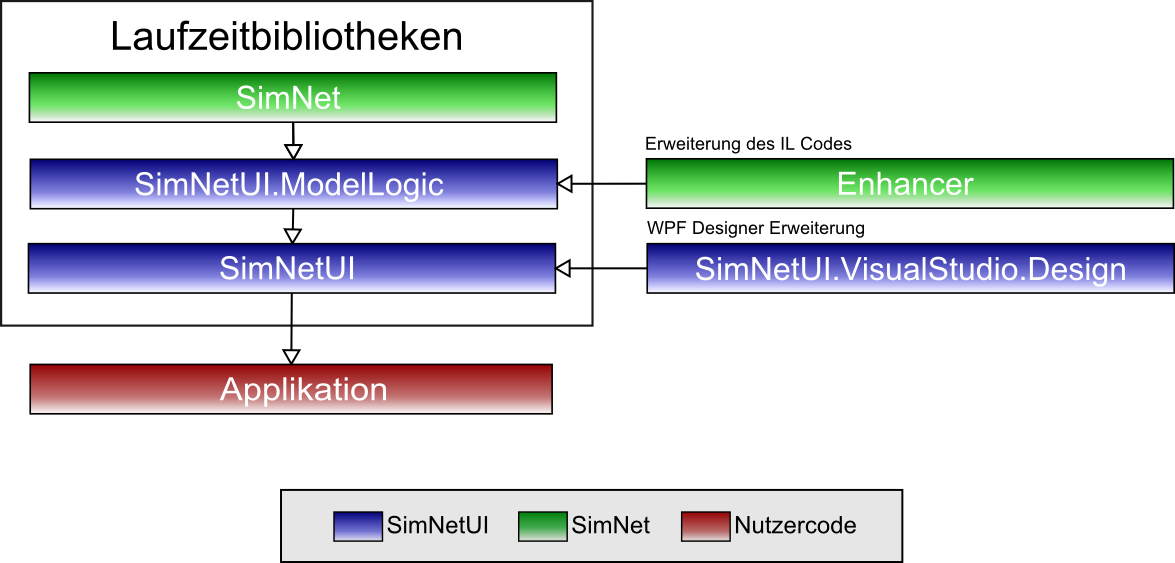 Laufzeitbibliotheken
SimNet
SimNetUI.ModelLogic
SimNetUI
Erweiterung des IL Codes
Enhancer
WPF Designer Erweiterung
SimNetUI.VisualStudio.Design
Applikation
SimNetUI
SimNet
Nutzercode